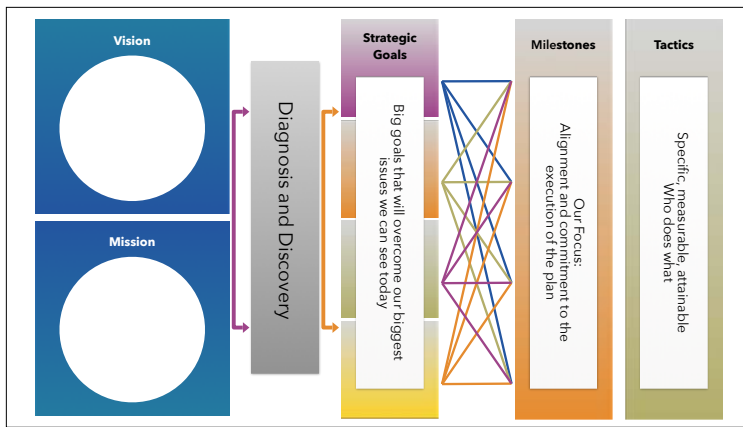 Vision
Mission
Diagnosis and Discovery
Strategic
Goals
Big goals that will overcome our biggest
issues we can see today
Milestones
Our Focus:
Alignment and commitment to the
execution of the plan
Tactics
Specific, measurable, attainable
Who does what